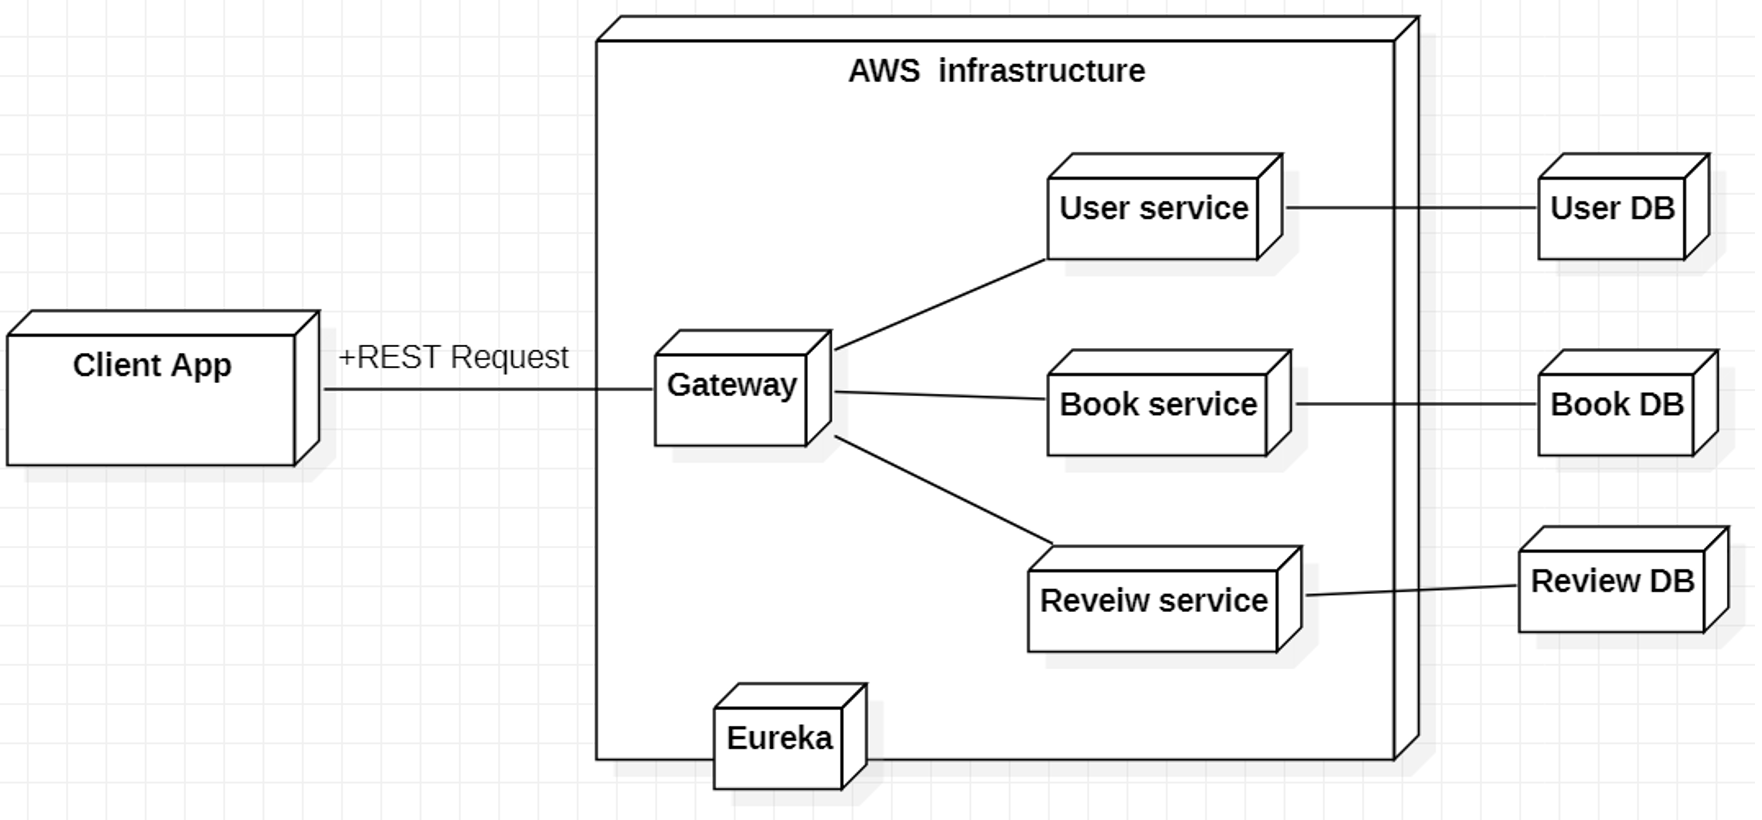 AWS infrastructure
User service
User DB
Client App
+REST Request
Gateway
Book service
Book DB
Reveiw service
Review DB
Eureka